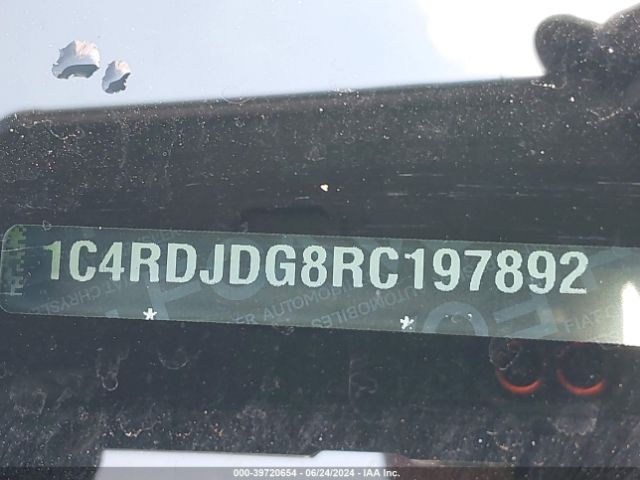 1C4RDJDG8RC197892
* *
000-39720654 - 06/24/2024 - IAA Inc.